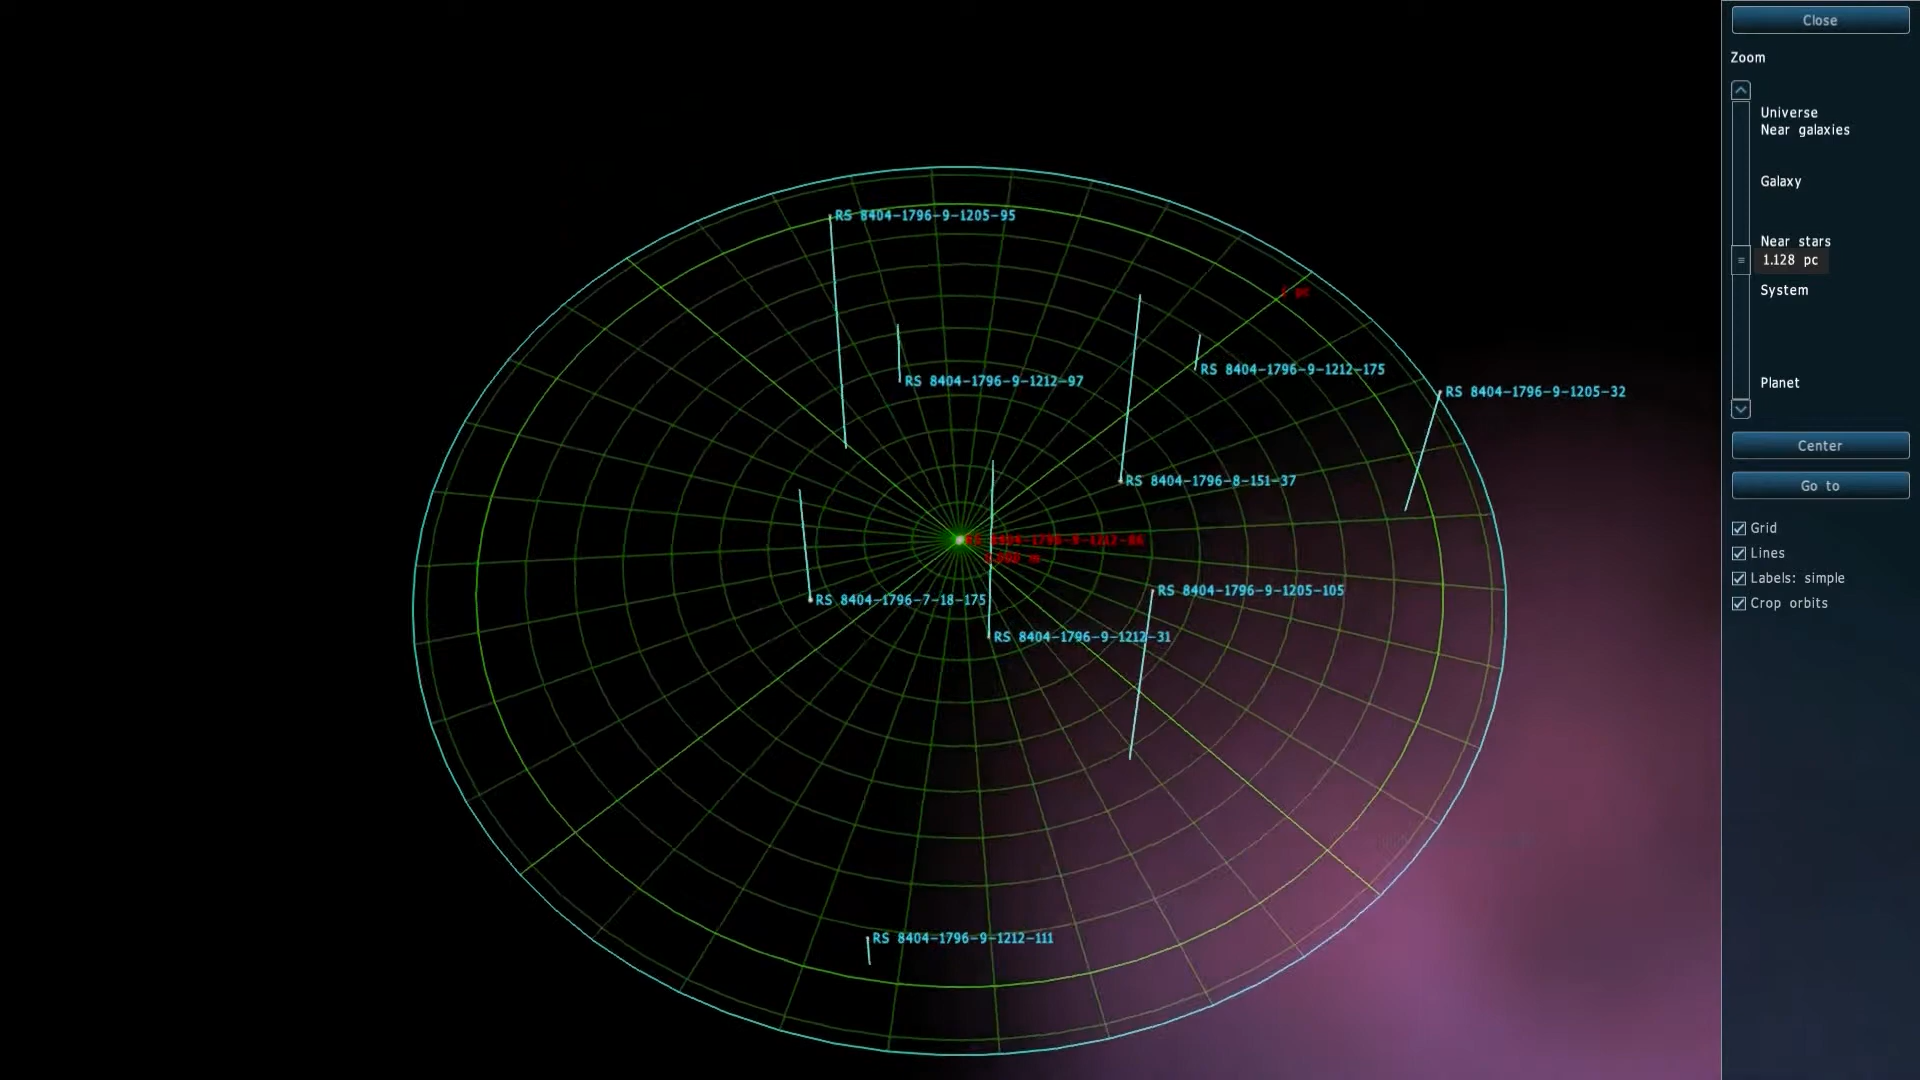 Close
Zoom
Universe
Near galaxies
Galaxy
Near stars
1.128 pc
System
Planet
Center
Go to
Grid
Lines
Labels: simple
Crop orbits
RS 8404-1796-9-1205-95
RS 8404-1796-9-1212-97
RS 8404-1796-9-1212-175
RS 8404-1796-9-1205-32
RS 8404-1796-8-151-37
RS 8404-1796-9-1205-105
RS 8404-1796-7-18-175
RS 8404-1796-9-1212-31
RS 8404-1796-9-1212-111